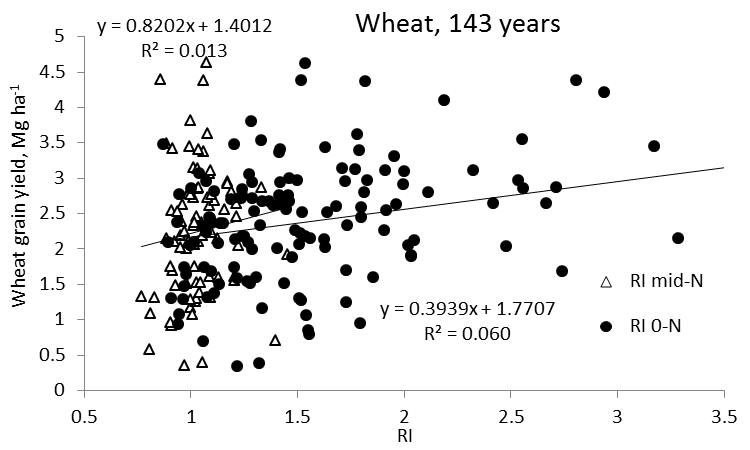 Wheat, 143 years
y = 0.8202x + 1.4012
R² = 0.013
5
4.5
4
3.5
3
2.5
2
1.5
1
0.5
0
Wheat grain yield, Mg ha⁻¹
y = 0.3939x + 1.7707
R² = 0.060
RI mid-N
RI 0-N
0.5 1 1.5 2 2.5 3 3.5
RI